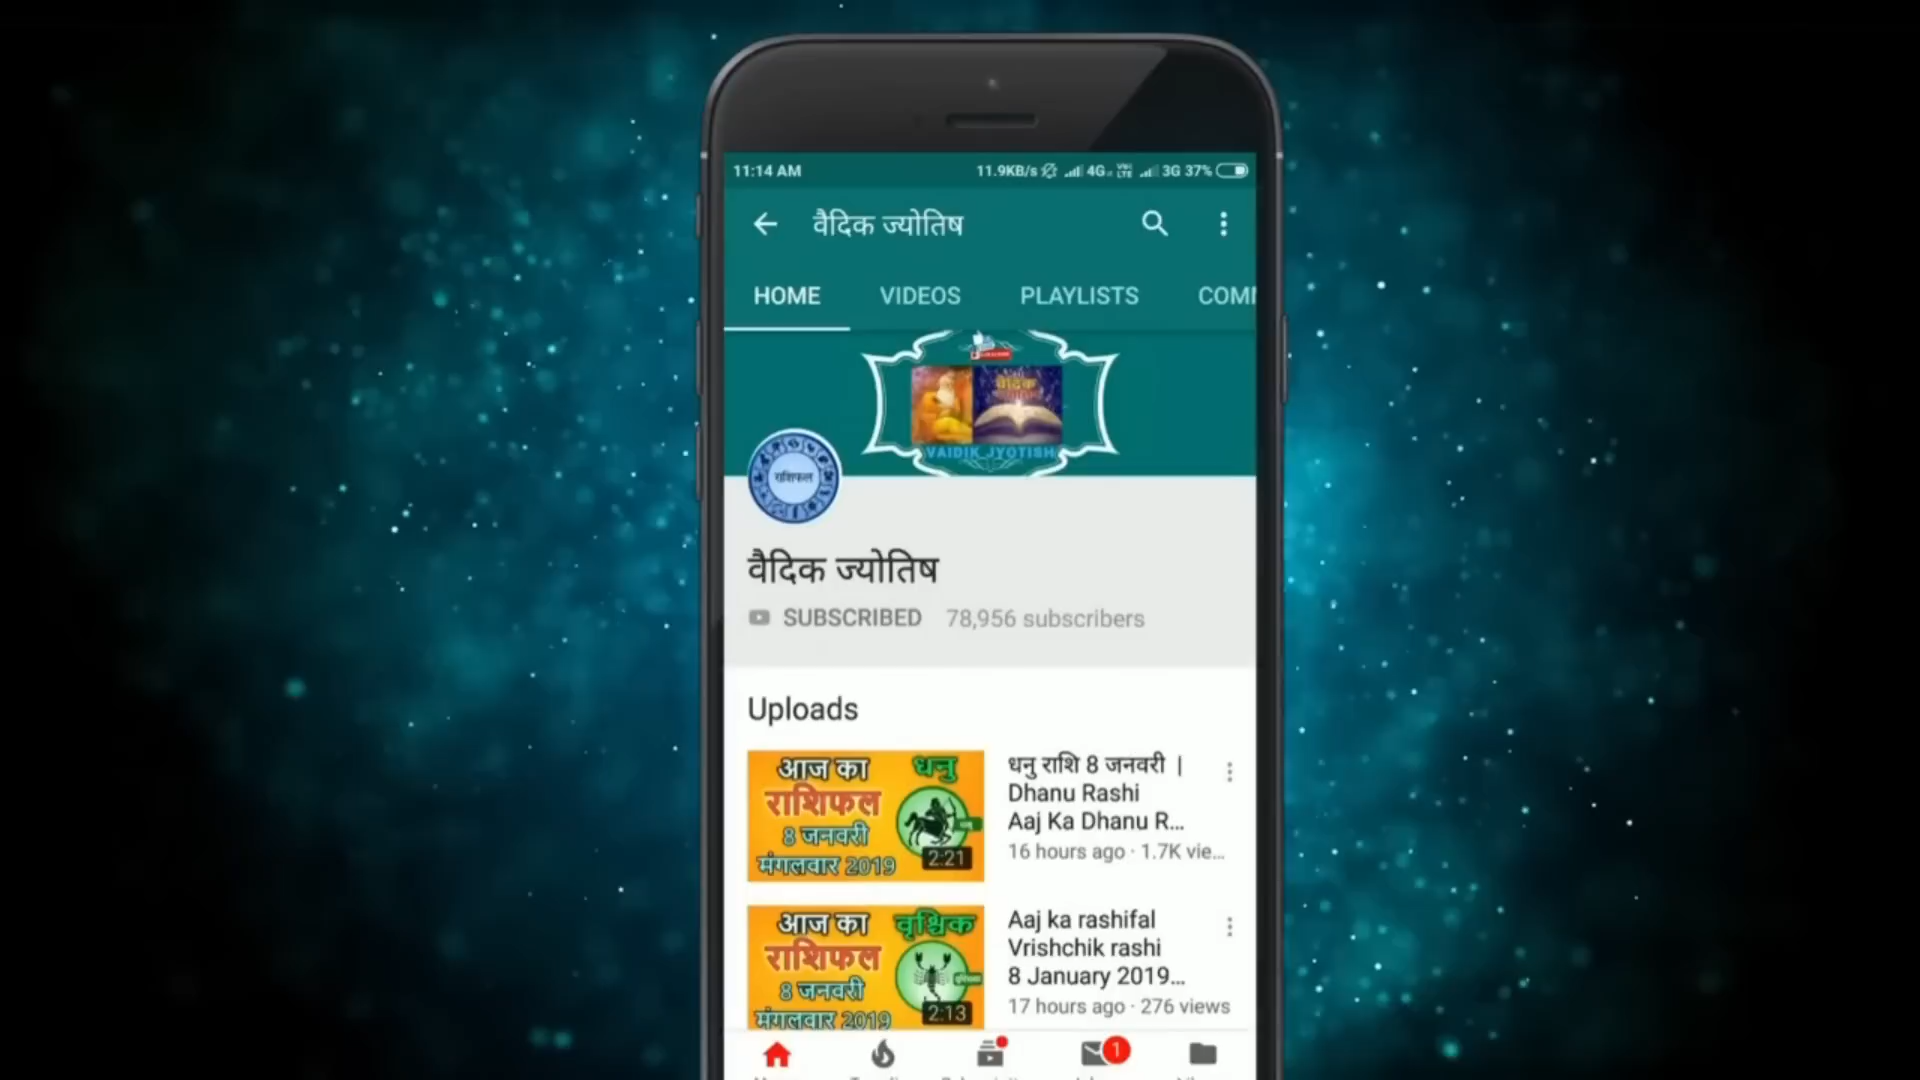 11:14 AM 11.9KB/s 4G VoLTE 3G 37%
वैदिक ज्योतिष
HOME VIDEOS PLAYLISTS COM
SUBSCRIBE
वैदिक
VAIDIK JYOTISH
राशिफल
वैदिक ज्योतिष
SUBSCRIBED 78,956 subscribers
Uploads
आज का धनु
राशिफल
8 जनवरी
मंगलवार 2019
2:21
धनु राशि 8 जनवरी |
Dhanu Rashi
Aaj Ka Dhanu R...
16 hours ago · 1.7K vie...
आज का वृश्चिक
राशिफल
8 जनवरी
मंगलवार 2019
2:13
Aaj ka rashifal
Vrishchik rashi
8 January 2019...
17 hours ago · 276 views
1